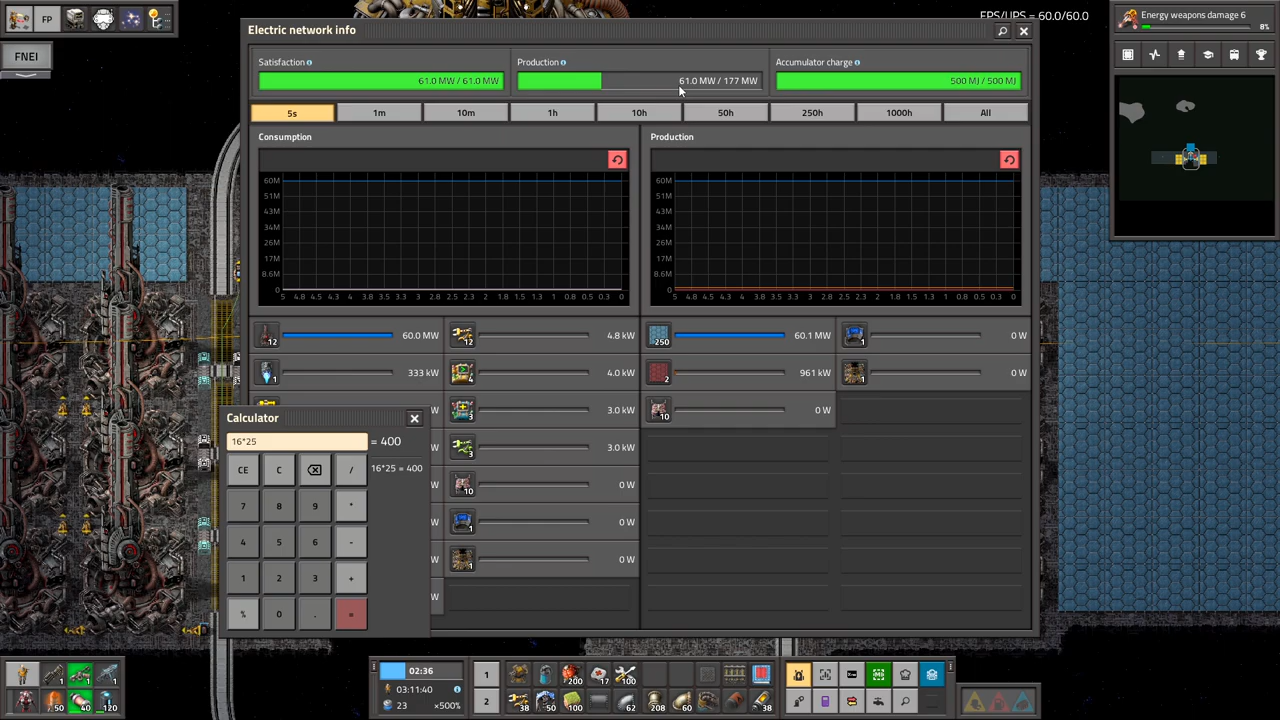 FP
FNEI
Electric network info
FPS/UPS = 60.0/60.0
Energy weapons damage 6
8%
Satisfaction
61.0 MW / 61.0 MW
Production
61.0 MW / 177 MW
Accumulator charge
500 MJ / 500 MJ
5s 1m 10m 1h 10h 50h 250h 1000h All
Consumption
Production
60M 60M
51M 51M
43M 43M
34M 34M
26M 26M
17M 17M
8.6M 8.6M
0 0
5 4.8 4.5 4.3 4 3.8 3.5 3.3 3 2.8 2.5 2.3 2 1.8 1.5 1.3 1 0.8 0.5 0.3 0
5 4.8 4.5 4.3 4 3.8 3.5 3.3 3 2.8 2.5 2.3 2 1.8 1.5 1.3 1 0.8 0.5 0.3 0
12 60.0 MW 12 4.8 kW 250 60.1 MW 1 0 W
1 333 kW 4 4.0 kW 2 961 kW 1 0 W
W 3 3.0 kW 10 0 W
W 3 3.0 kW
W 10 0 W
W 1 0 W
W 1 0 W
W
Calculator
16*25 = 400
16*25 = 400
CE C /
7 8 9 *
4 5 6 -
1 2 3 +
% 0 . =
1 1 1
50 40 120
02:36
03:11:40
23 ×500%
1 200 17 100
2 38 50 100 62 208 60 38